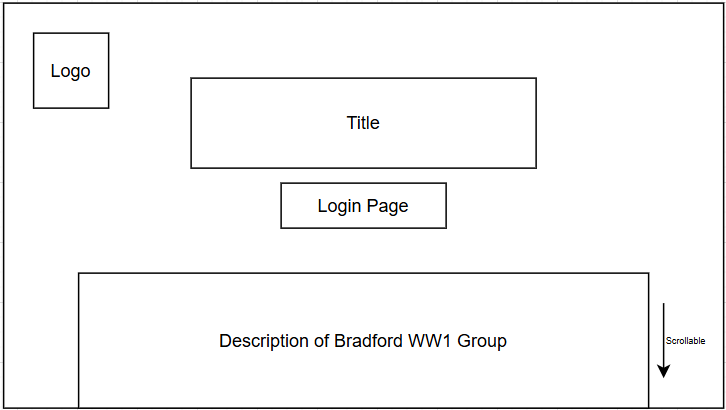 Logo
Title
Login Page
Description of Bradford WW1 Group
Scrollable